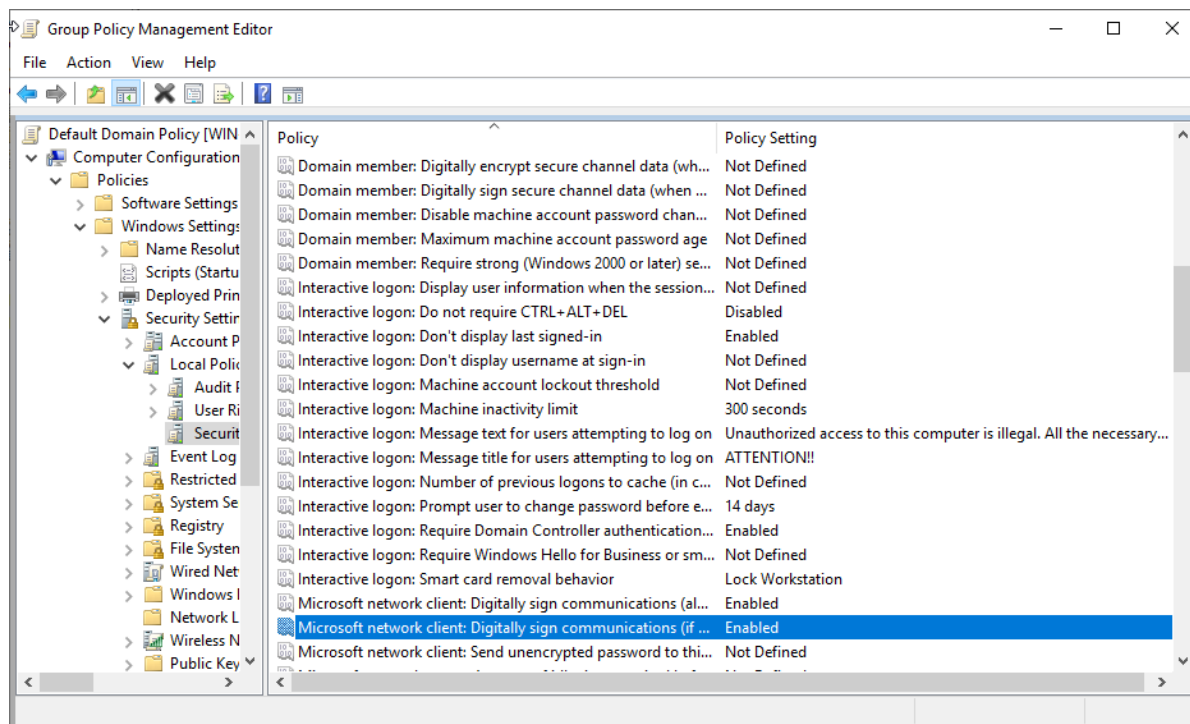 Group Policy Management Editor
File Action View Help
Default Domain Policy [WIN
Computer Configuration
Policies
Software Settings
Windows Settings
Name Resolut
Scripts (Startu
Deployed Prin
Security Settin
Account P
Local Polic
Audit P
User Ri
Securit
Event Log
Restricted
System Se
Registry
File System
Wired Net
Windows
Network L
Wireless N
Public Key
Policy Policy Setting
Domain member: Digitally encrypt secure channel data (wh... Not Defined
Domain member: Digitally sign secure channel data (when ... Not Defined
Domain member: Disable machine account password chan... Not Defined
Domain member: Maximum machine account password age Not Defined
Domain member: Require strong (Windows 2000 or later) se... Not Defined
Interactive logon: Display user information when the session... Not Defined
Interactive logon: Do not require CTRL+ALT+DEL Disabled
Interactive logon: Don't display last signed-in Enabled
Interactive logon: Don't display username at sign-in Not Defined
Interactive logon: Machine account lockout threshold Not Defined
Interactive logon: Machine inactivity limit 300 seconds
Interactive logon: Message text for users attempting to log on Unauthorized access to this computer is illegal. All the necessary...
Interactive logon: Message title for users attempting to log on ATTENTION!!
Interactive logon: Number of previous logons to cache (in c... Not Defined
Interactive logon: Prompt user to change password before e... 14 days
Interactive logon: Require Domain Controller authentication... Enabled
Interactive logon: Require Windows Hello for Business or sm... Not Defined
Interactive logon: Smart card removal behavior Lock Workstation
Microsoft network client: Digitally sign communications (al... Enabled
Microsoft network client: Digitally sign communications (if ... Enabled
Microsoft network client: Send unencrypted password to thi... Not Defined